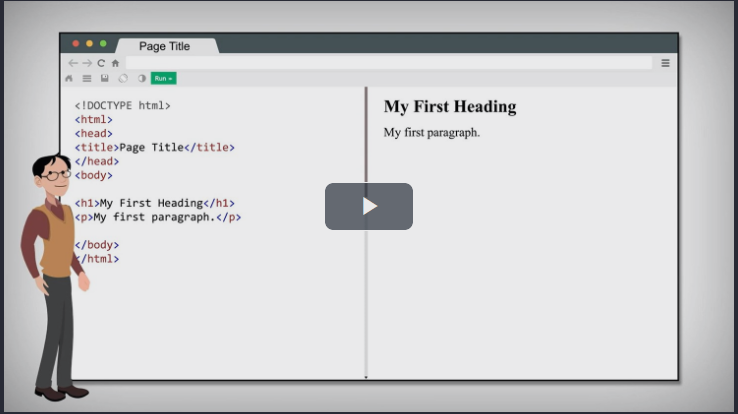 Page Title
Run »
<!DOCTYPE html>
<html>
<head>
<title>Page Title</title>
</head>
<body>
<h1>My First Heading</h1>
<p>My first paragraph.</p>
</body>
</html>
My First Heading
My first paragraph.